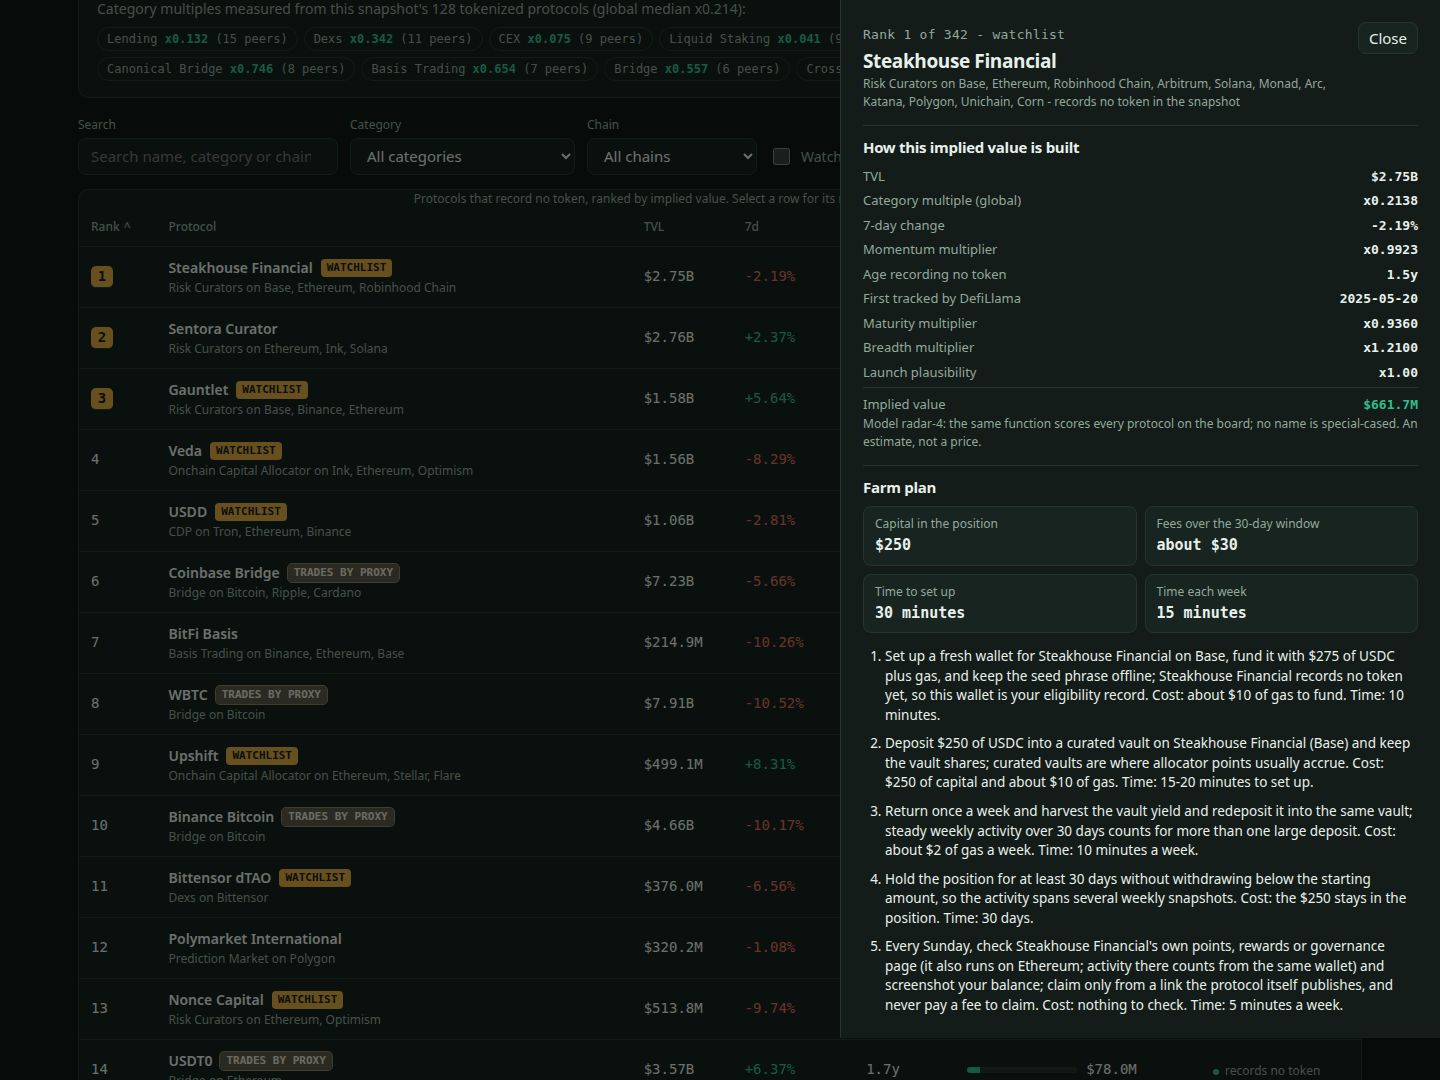 Category multiples measured from this snapshot's 128 tokenized protocols (global median x0.214):
Lending x0.132 (15 peers) Dexs x0.342 (11 peers) CEX x0.075 (9 peers) Liquid Staking x0.041 (9
Canonical Bridge x0.746 (8 peers) Basis Trading x0.654 (7 peers) Bridge x0.557 (6 peers) Cross
Search
Category
Chain
Search name, category or chain
All categories
All chains
Watch
Protocols that record no token, ranked by implied value. Select a row for its
Rank ^ Protocol TVL 7d
1 Steakhouse Financial WATCHLIST $2.75B -2.19%
Risk Curators on Base, Ethereum, Robinhood Chain
2 Sentora Curator $2.76B +2.37%
Risk Curators on Ethereum, Ink, Solana
3 Gauntlet WATCHLIST $1.58B +5.64%
Risk Curators on Base, Binance, Ethereum
4 Veda WATCHLIST $1.56B -8.29%
Onchain Capital Allocator on Ink, Ethereum, Optimism
5 USDD WATCHLIST $1.06B -2.81%
CDP on Tron, Ethereum, Binance
6 Coinbase Bridge TRADES BY PROXY $7.23B -5.66%
Bridge on Bitcoin, Ripple, Cardano
7 BitFi Basis $214.9M -10.26%
Basis Trading on Binance, Ethereum, Base
8 WBTC TRADES BY PROXY $7.91B -10.52%
Bridge on Bitcoin
9 Upshift WATCHLIST $499.1M +8.31%
Onchain Capital Allocator on Ethereum, Stellar, Flare
10 Binance Bitcoin TRADES BY PROXY $4.66B -10.17%
Bridge on Bitcoin
11 Bittensor dTAO WATCHLIST $376.0M -6.56%
Dexs on Bittensor
12 Polymarket International $320.2M -1.08%
Prediction Market on Polygon
13 Nonce Capital WATCHLIST $513.8M -9.74%
Risk Curators on Ethereum, Optimism
14 USDT0 TRADES BY PROXY $3.57B +6.37% 1.7y $78.0M records no token
Bridge on Ethereum
Rank 1 of 342 - watchlist
Close
Steakhouse Financial
Risk Curators on Base, Ethereum, Robinhood Chain, Arbitrum, Solana, Monad, Arc,
Katana, Polygon, Unichain, Corn - records no token in the snapshot
How this implied value is built
TVL $2.75B
Category multiple (global) x0.2138
7-day change -2.19%
Momentum multiplier x0.9923
Age recording no token 1.5y
First tracked by DefiLlama 2025-05-20
Maturity multiplier x0.9360
Breadth multiplier x1.2100
Launch plausibility x1.00
Implied value $661.7M
Model radar-4: the same function scores every protocol on the board; no name is special-cased. An
estimate, not a price.
Farm plan
Capital in the position
$250
Fees over the 30-day window
about $30
Time to set up
30 minutes
Time each week
15 minutes
1. Set up a fresh wallet for Steakhouse Financial on Base, fund it with $275 of USDC
plus gas, and keep the seed phrase offline; Steakhouse Financial records no token
yet, so this wallet is your eligibility record. Cost: about $10 of gas to fund. Time: 10
minutes.
2. Deposit $250 of USDC into a curated vault on Steakhouse Financial (Base) and keep
the vault shares; curated vaults are where allocator points usually accrue. Cost:
$250 of capital and about $10 of gas. Time: 15-20 minutes to set up.
3. Return once a week and harvest the vault yield and redeposit it into the same vault;
steady weekly activity over 30 days counts for more than one large deposit. Cost:
about $2 of gas a week. Time: 10 minutes a week.
4. Hold the position for at least 30 days without withdrawing below the starting
amount, so the activity spans several weekly snapshots. Cost: the $250 stays in the
position. Time: 30 days.
5. Every Sunday, check Steakhouse Financial's own points, rewards or governance
page (it also runs on Ethereum; activity there counts from the same wallet) and
screenshot your balance; claim only from a link the protocol itself publishes, and
never pay a fee to claim. Cost: nothing to check. Time: 5 minutes a week.